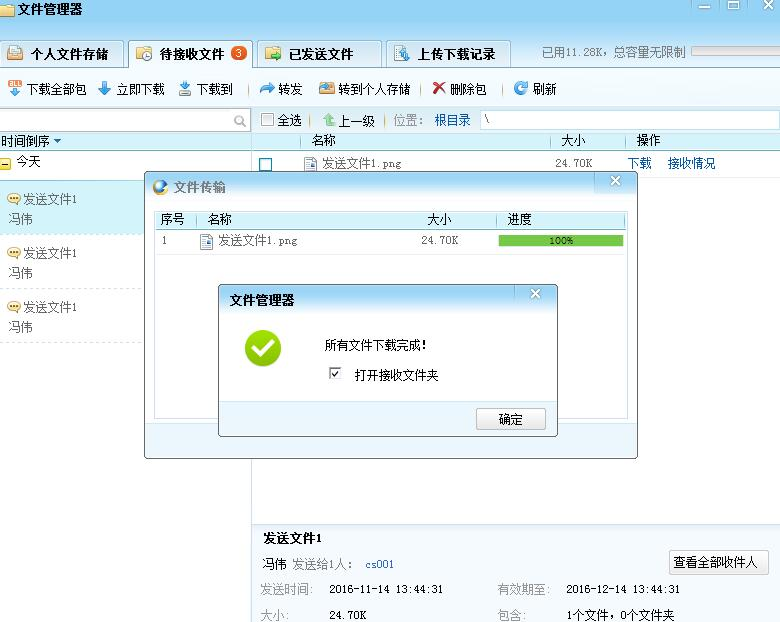 文件管理器
个人文件存储
待接收文件 3
已发送文件
上传下载记录
已用11.28K，总容量无限制
ALL 下载全部包
立即下载
下载到
转发
转到个人存储
删除包
刷新
全选
上一级
位置：
根目录
\
时间倒序
名称
大小
操作
今天
发送文件1.png
24.70K
下载
接收情况
发送文件1
冯伟
发送文件1
冯伟
发送文件1
冯伟
文件传输
序号
名称
大小
进度
1
发送文件1.png
24.70K
100%
文件管理器
所有文件下载完成!
打开接收文件夹
确定
发送文件1
冯伟 发送给1人： cs001
查看全部收件人
发送时间： 2016-11-14 13:44:31
有效期至： 2016-12-14 13:44:31
大小： 24.70K
包含： 1个文件，0个文件夹